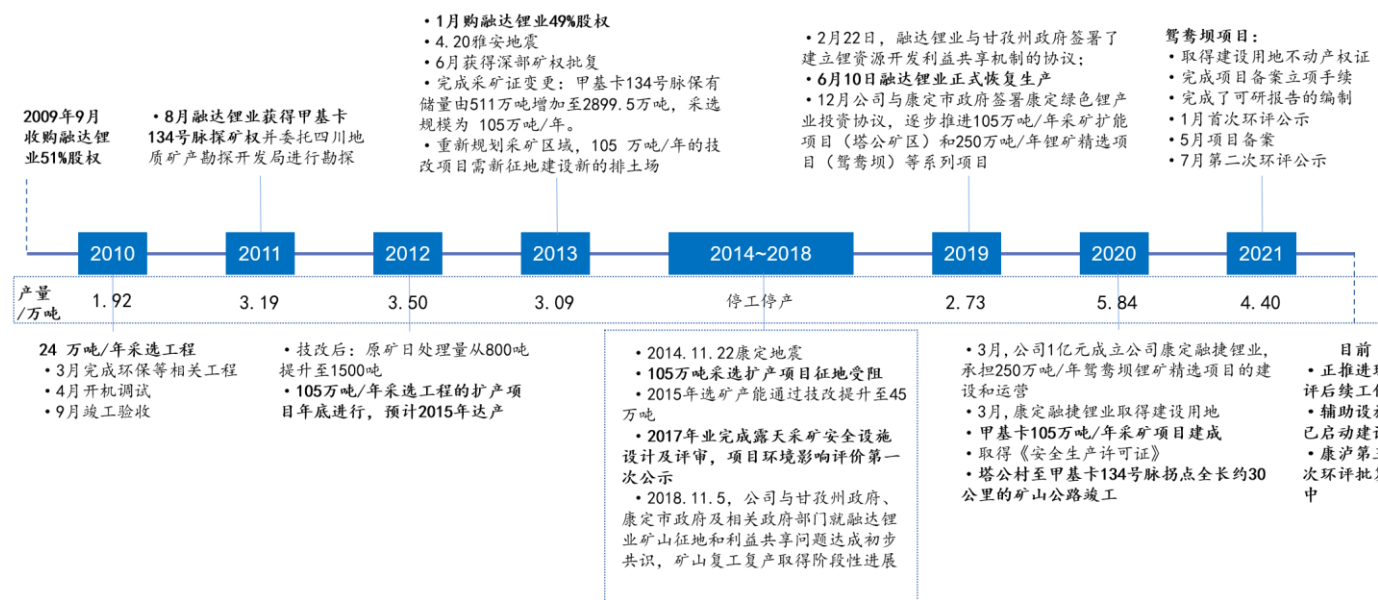 2009年9月
收购融达锂
业51%股权
・8月融达锂业获得甲基卡
134号脉探矿权并委托四川地
质矿产勘探开发局进行勘探
・1月购融达锂业49%股权
・4.20雅安地震
・6月获得深部矿权批复
・完成采矿证变更：甲基卡134号脉保有
储量由511万吨增加至2899.5万吨，采选
规模为 105万吨/年。
・重新规划采矿区域，105 万吨/年的技
改项目需新征地建设新的排土场
・2月22日，融达锂业与甘孜州政府签署了
建立锂资源开发利益共享机制的协议；
・6月10日融达锂业正式恢复生产
・12月公司与康定市政府签署康定绿色锂产
业投资协议，逐步推进105万吨/年采矿扩能
项目（塔公矿区）和250万吨/年锂矿精选项
目（鸳鸯坝）等系列项目
鸳鸯坝项目：
・取得建设用地不动产权证
・完成项目备案立项手续
・完成了可研报告的编制
・1月首次环评公示
・5月项目备案
・7月第二次环评公示
2010
2011
2012
2013
2014~2018
2019
2020
2021
产量
/万吨
1.92
3.19
3.50
3.09
停工停产
2.73
5.84
4.40
24 万吨/年采选工程
・3月完成环保等相关工程
・4月开机调试
・9月竣工验收
・技改后：原矿日处理量从800吨
提升至1500吨
・105万吨/年采选工程的扩产项
目年底进行，预计2015年达产
・2014.11.22康定地震
・105万吨采选扩产项目征地受阻
・2015年选矿产能通过技改提升至45
万吨
・2017年业完成露天采矿安全设施
设计及评审，项目环境影响评价第一
次公示
・2018.11.5，公司与甘孜州政府、
康定市政府及相关政府部门就融达锂
业矿山征地和利益共享问题达成初步
共识，矿山复工复产取得阶段性进展
・3月,公司1亿元成立公司康定融捷锂业,
承担250万吨/年鸳鸯坝锂矿精选项目的建
设和运营
・3月,康定融捷锂业取得建设用地
・甲基卡105万吨/年采矿项目建成
・取得《安全生产许可证》
・塔公村至甲基卡134号脉拐点全长约30
公里的矿山公路竣工
目前
・正推进
评后续工
・辅助设
已启动建
・康泸第
次环评批
中